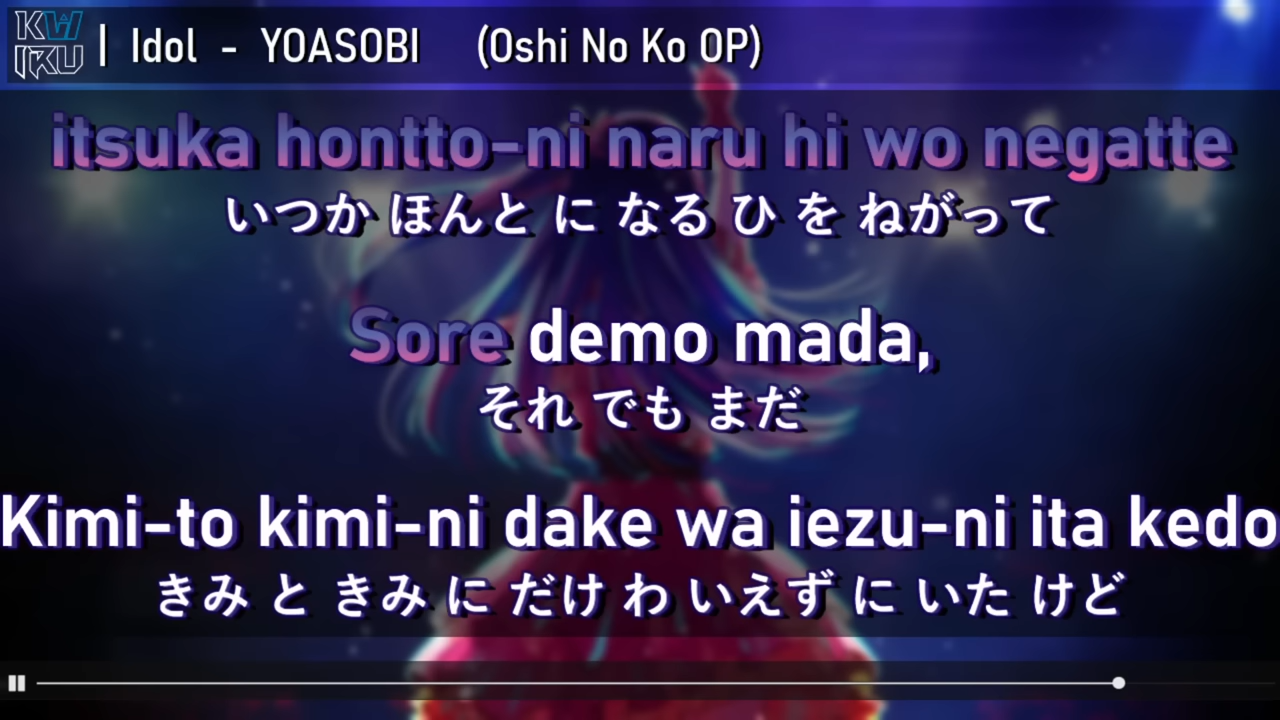 KW IRU | Idol - YOASOBI (Oshi No Ko OP)
itsuka hontto-ni naru hi wo negatte
いつか ほんと に なる ひ を ねがって
Sore demo mada,
それ でも まだ
Kimi-to kimi-ni dake wa iezu-ni ita kedo
きみ と きみ に だけ わ いえず に いた けど